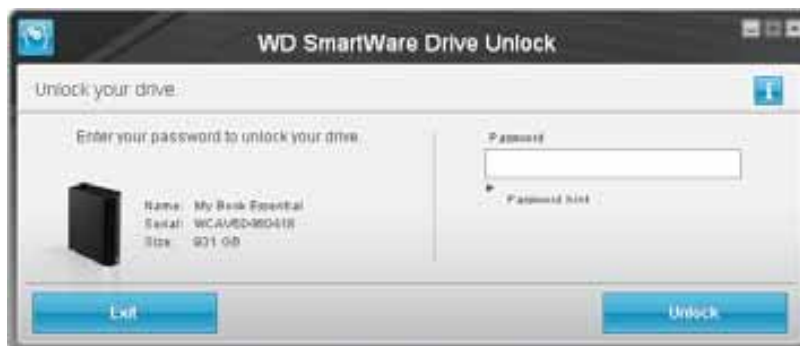 WD SmartWare Drive Unlock
Unlock your drive
Enter your password to unlock your drive.
Password
Password hint
Name: My Book Essential
Serial:
Size: 931 GB
Exit
Unlock